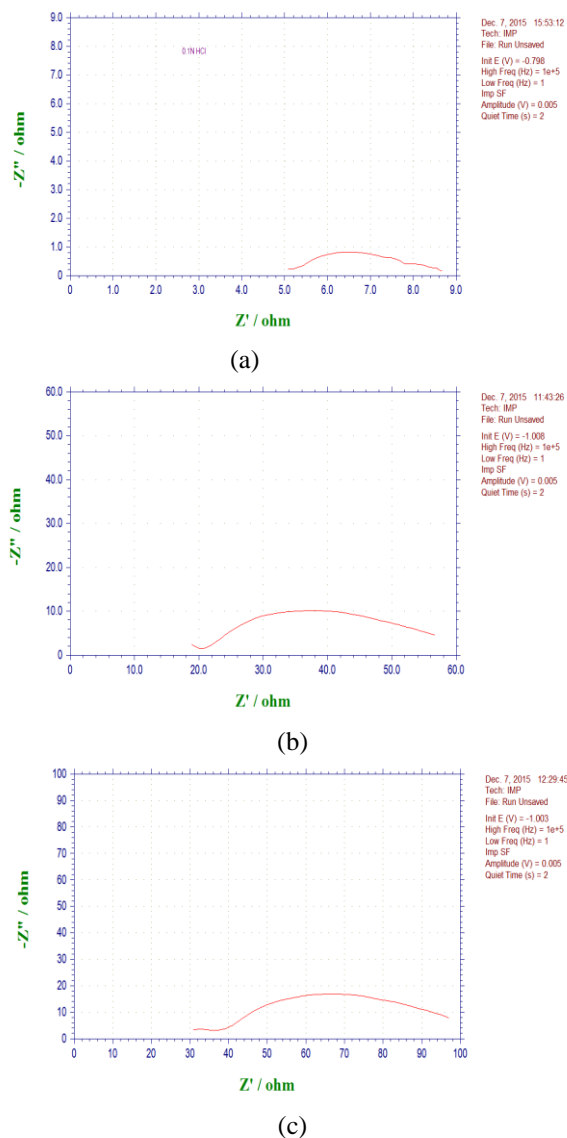 9.0
8.0
7.0
6.0
5.0
4.0
3.0
2.0
1.0
0
-Z" / ohm
0.1N HCl
0 1.0 2.0 3.0 4.0 5.0 6.0 7.0 8.0 9.0
Z' / ohm
Dec. 7, 2015 15:53:12
Tech: IMP
File: Run Unsaved
Init E (V) = -0.798
High Freq (Hz) = 1e+5
Low Freq (Hz) = 1
Imp SF
Amplitude (V) = 0.005
Quiet Time (s) = 2
(a)
60.0
50.0
40.0
30.0
20.0
10.0
0
-Z" / ohm
0 10.0 20.0 30.0 40.0 50.0 60.0
Z' / ohm
Dec. 7, 2015 11:43:26
Tech: IMP
File: Run Unsaved
Init E (V) = -1.008
High Freq (Hz) = 1e+5
Low Freq (Hz) = 1
Imp SF
Amplitude (V) = 0.005
Quiet Time (s) = 2
(b)
100
90
80
70
60
50
40
30
20
10
0
-Z" / ohm
0 10 20 30 40 50 60 70 80 90 100
Z' / ohm
Dec. 7, 2015 12:29:45
Tech: IMP
File: Run Unsaved
Init E (V) = -1.003
High Freq (Hz) = 1e+5
Low Freq (Hz) = 1
Imp SF
Amplitude (V) = 0.005
Quiet Time (s) = 2
(c)